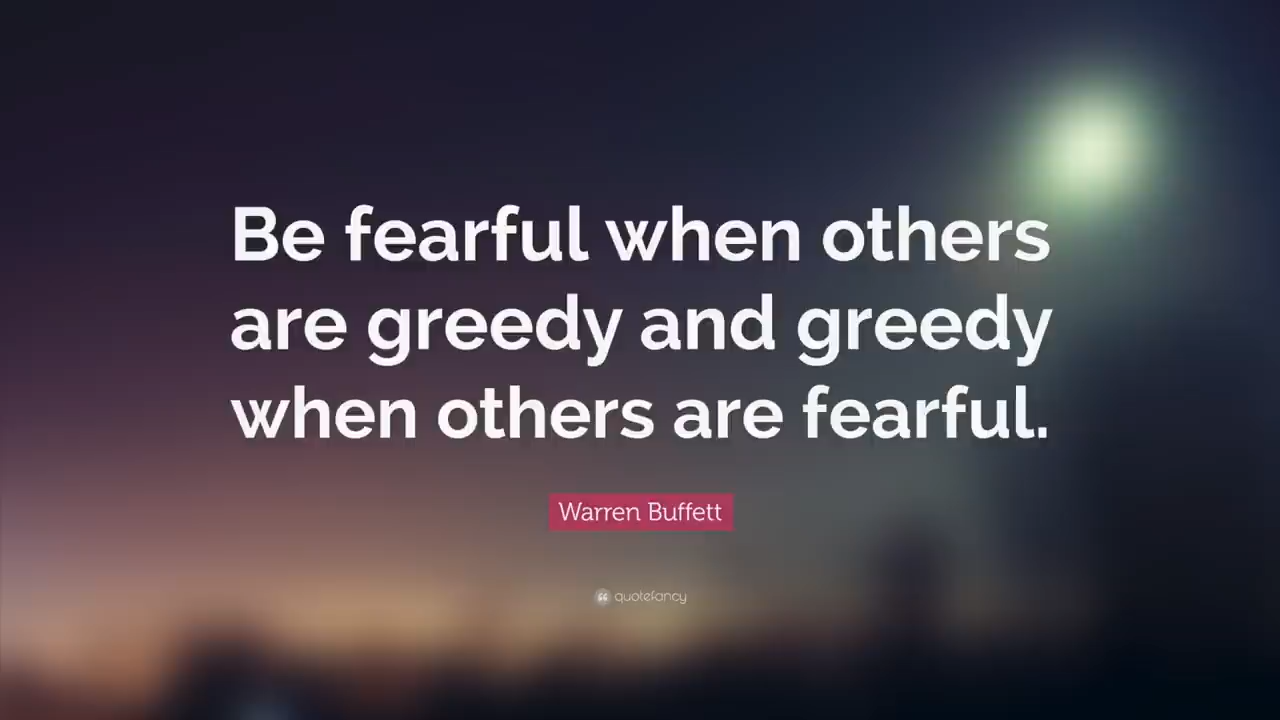 Be fearful when others
are greedy and greedy
when others are fearful.
Warren Buffett
❝ quotefancy